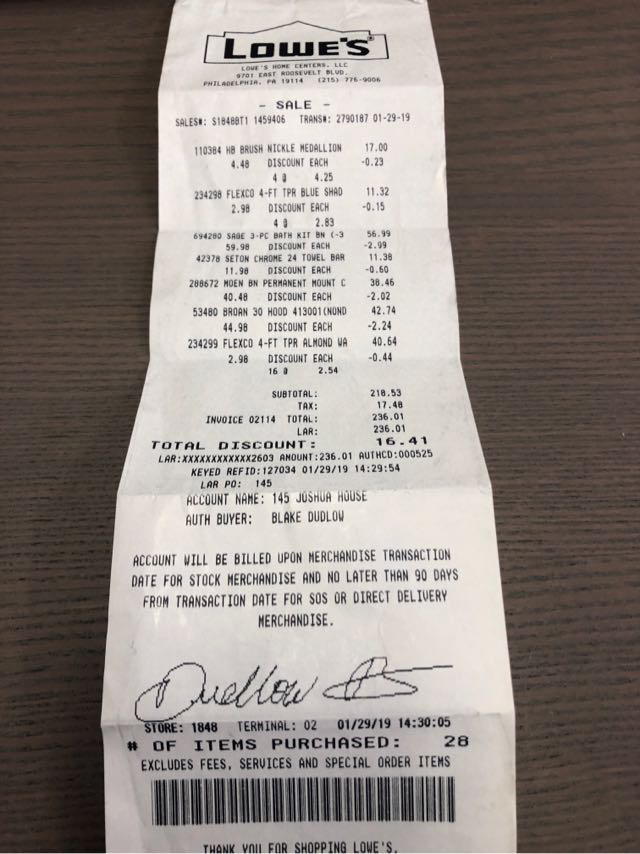 LOWE'S
LOWE'S HOME CENTERS, LLC
9701 EAST ROOSEVELT BLVD.
PHILADELPHIA, PA 19114 (215) 776-9006
- SALE -
SALES#: S1848BT1 1459406 TRANS#: 2790187 01-29-19
110384 HB BRUSH NICKLE MEDALLION 17.00
4.48 DISCOUNT EACH -0.23
4 @ 4.25
234298 FLEXCO 4-FT TPR BLUE SHAD 11.32
2.98 DISCOUNT EACH -0.15
4 @ 2.83
694280 SAGE 3-PC BATH KIT BN (-3 56.99
59.98 DISCOUNT EACH -2.99
42378 SETON CHROME 24 TOWEL BAR 11.38
11.98 DISCOUNT EACH -0.60
288672 MOEN BN PERMANENT MOUNT C 38.46
40.48 DISCOUNT EACH -2.02
53480 BROAN 30 HOOD 413001(NOND 42.74
44.98 DISCOUNT EACH -2.24
234299 FLEXCO 4-FT TPR ALMOND WA 40.64
2.98 DISCOUNT EACH -0.44
16 @ 2.54
SUBTOTAL: 218.53
TAX: 17.48
INVOICE 02114 TOTAL: 236.01
LAR: 236.01
TOTAL DISCOUNT: 16.41
LAR:XXXXXXXXXXXX2603 AMOUNT:236.01 AUTHCD:000525
KEYED REFID:127034 01/29/19 14:29:54
LAR PO: 145
ACCOUNT NAME: 145 JOSHUA HOUSE
AUTH BUYER: BLAKE DUDLOW
ACCOUNT WILL BE BILLED UPON MERCHANDISE TRANSACTION
DATE FOR STOCK MERCHANDISE AND NO LATER THAN 90 DAYS
FROM TRANSACTION DATE FOR SOS OR DIRECT DELIVERY
MERCHANDISE.
Dudlow
STORE: 1848 TERMINAL: 02 01/29/19 14:30:05
# OF ITEMS PURCHASED: 28
EXCLUDES FEES, SERVICES AND SPECIAL ORDER ITEMS
THANK YOU FOR SHOPPING LOWE'S.